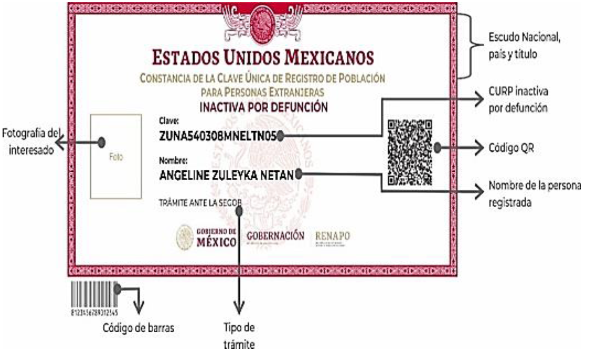 ESTADOS UNIDOS MEXICANOS
CONSTANCIA DE LA CLAVE ÚNICA DE REGISTRO DE POBLACIÓN
PARA PERSONAS EXTRANJERAS
INACTIVA POR DEFUNCIÓN
Clave:
ZUNA540308MNELTN05
Nombre:
ANGELINE ZULEYKA NETAN
TRÁMITE ANTE LA SEGOB
Foto
GOBIERNO DE
MÉXICO
GOBERNACIÓN
RENAPO
Fotografía del
interesado
Escudo Nacional,
país y título
CURP inactiva
por defunción
Código QR
Nombre de la persona
registrada
Código de barras
Tipo de
trámite